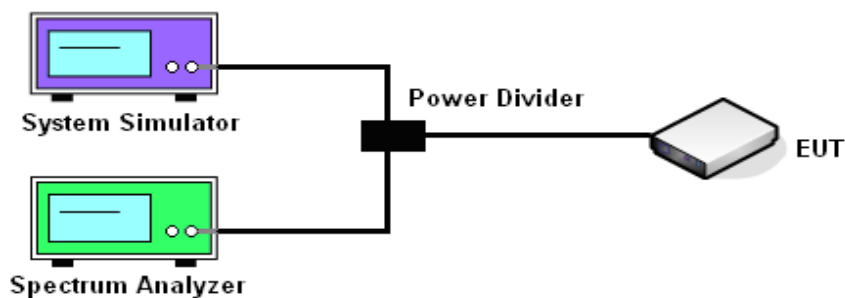 System Simulator
Power Divider
EUT
Spectrum Analyzer